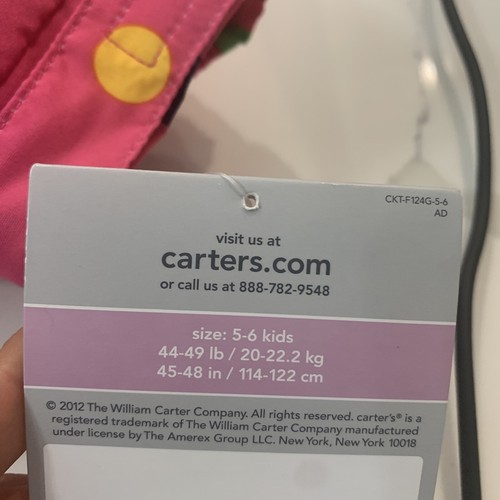 CKT-F124G-5-6
AD
visit us at
carters.com
or call us at 888-782-9548
size: 5-6 kids
44-49 lb / 20-22.2 kg
45-48 in / 114-122 cm
© 2012 The William Carter Company. All rights reserved. carter's® is a
registered trademark of The William Carter Company manufactured
under license by The Amerex Group LLC. New York, New York 10018